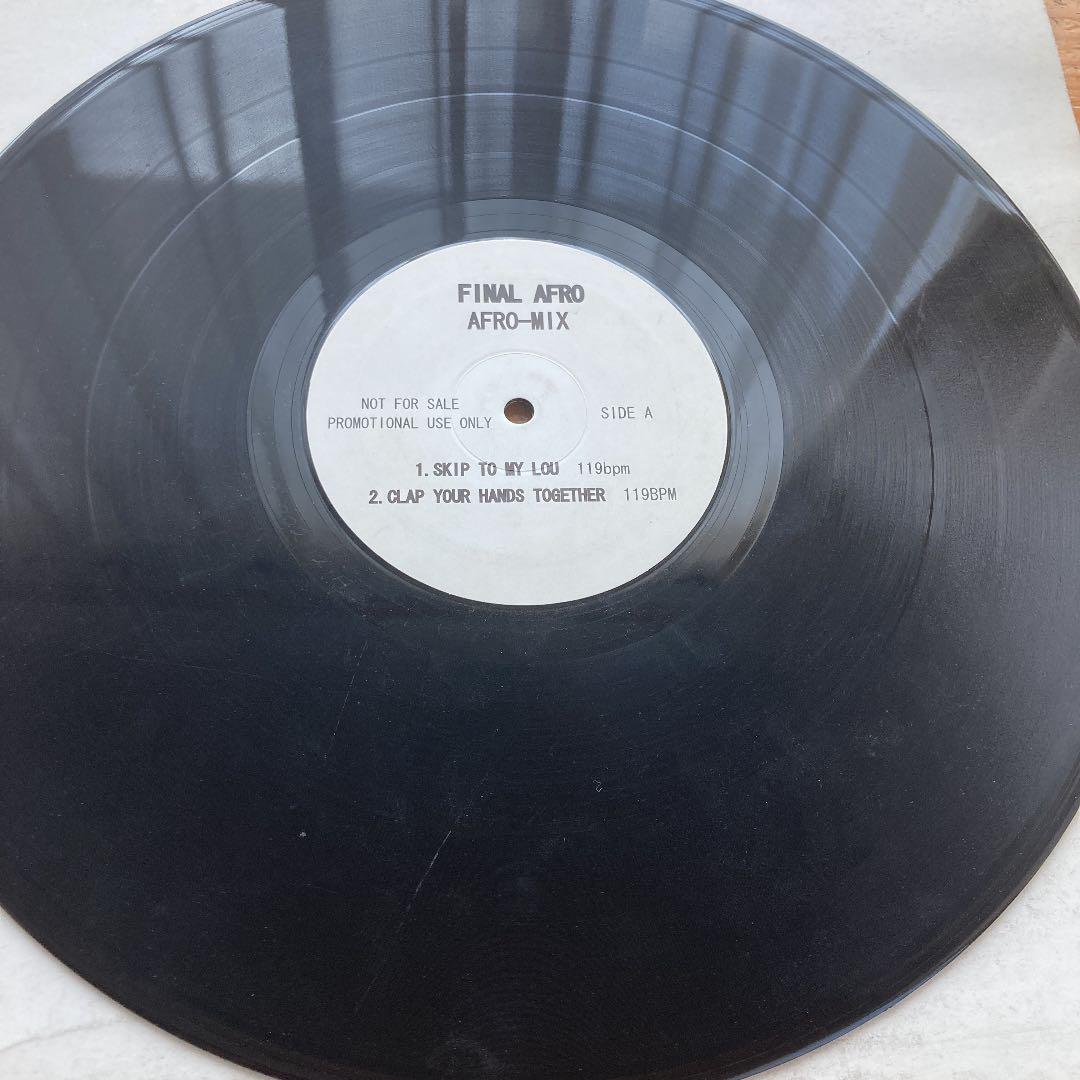 FINAL AFRO
AFRO-MIX
NOT FOR SALE
PROMOTIONAL USE ONLY
SIDE A
1. SKIP TO MY LOU 119bpm
2. CLAP YOUR HANDS TOGETHER 119BPM